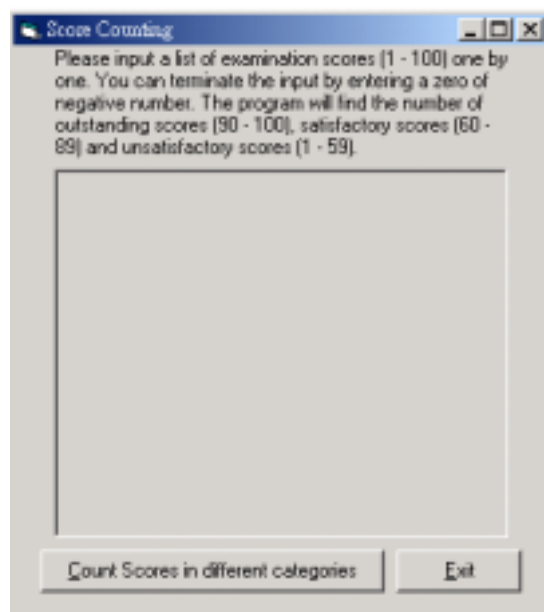 Score Counting
Please input a list of examination scores (1 - 100) one by
one. You can terminate the input by entering a zero of
negative number. The program will find the number of
outstanding scores (90 - 100), satisfactory scores (60 -
89) and unsatisfactory scores (1 - 59).
Count Scores in different categories
Exit